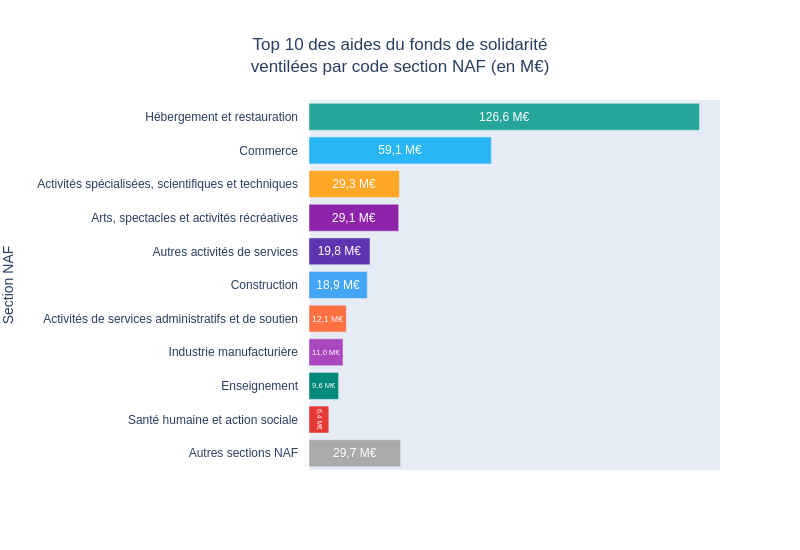 Top 10 des aides du fonds de solidarité
ventilées par code section NAF (en M€)
Section NAF
Hébergement et restauration 126,6 M€
Commerce 59,1 M€
Activités spécialisées, scientifiques et techniques 29,3 M€
Arts, spectacles et activités récréatives 29,1 M€
Autres activités de services 19,8 M€
Construction 18,9 M€
Activités de services administratifs et de soutien 12,1 M€
Industrie manufacturière 11,0 M€
Enseignement 9,6 M€
Santé humaine et action sociale 6,4 M€
Autres sections NAF 29,7 M€